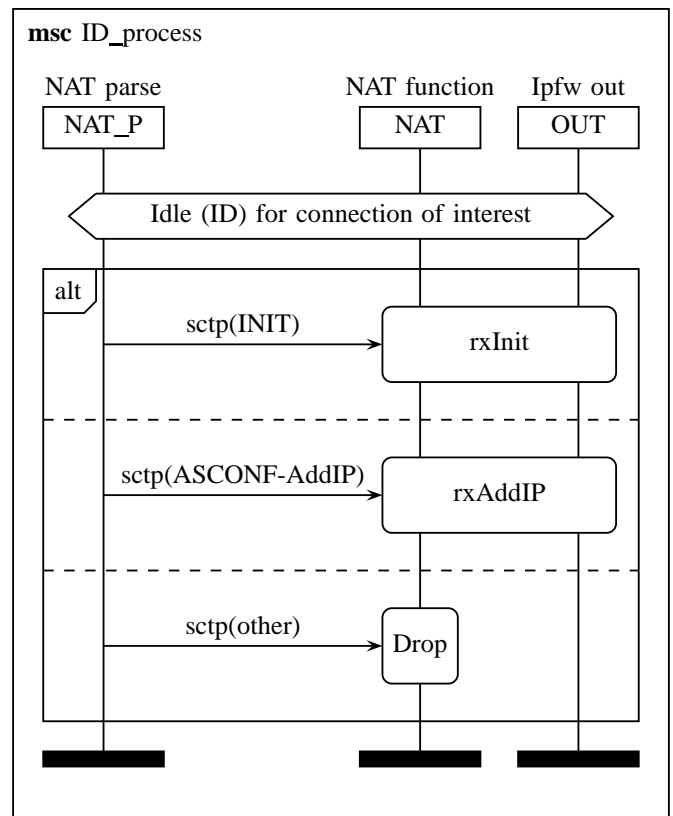 msc ID_process
NAT parse NAT function Ipfw out
NAT_P NAT OUT
Idle (ID) for connection of interest
alt
sctp(INIT)
rxInit
sctp(ASCONF-AddIP)
rxAddIP
sctp(other)
Drop